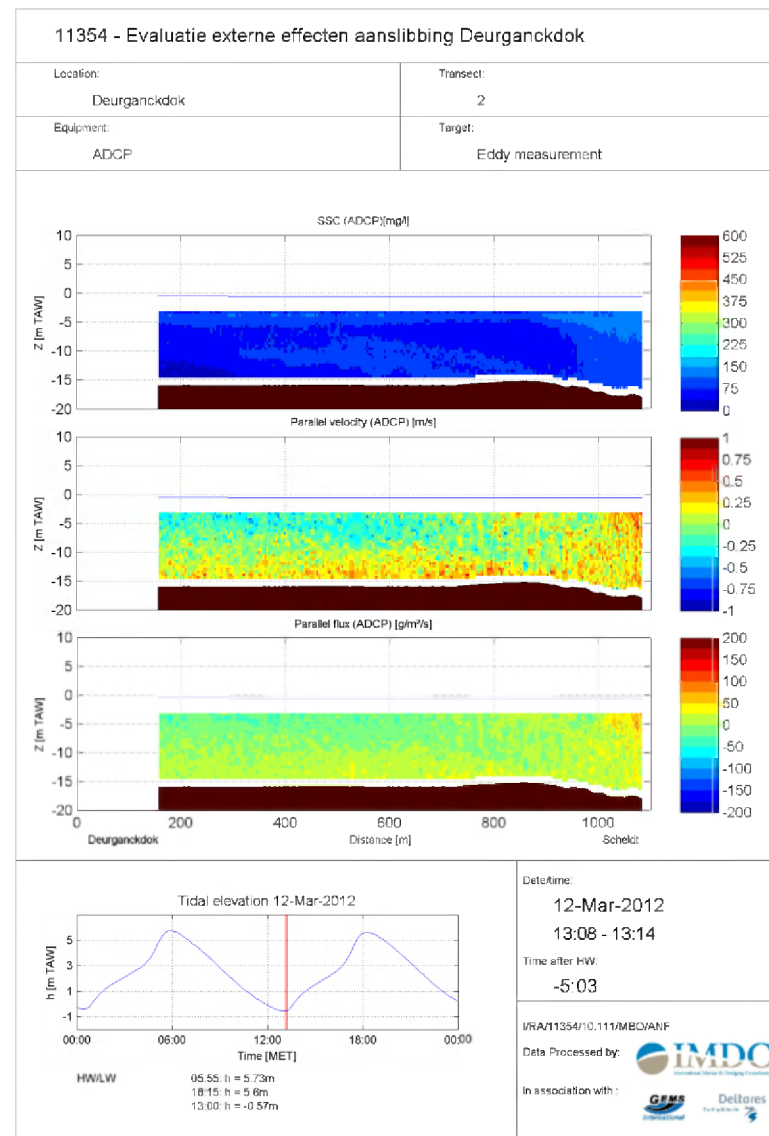 11354 - Evaluatie externe effecten aanslibbing Deurganckdok
Location:
Deurganckdok
Transect:
2
Equipment:
ADCP
Target:
Eddy measurement
SSC (ADCP)[mg/l]
10
5
0
-5
-10
-15
-20
Z [m TAW]
600
525
450
375
300
225
150
75
0
Parallel velocity (ADCP) [m/s]
10
5
0
-5
-10
-15
-20
Z [m TAW]
1
0.75
0.5
0.25
0
-0.25
-0.5
-0.75
-1
Parallel flux (ADCP) [g/m²/s]
10
5
0
-5
-10
-15
-20
Z [m TAW]
200
150
100
50
0
-50
-100
-150
-200
0 200 400 600 800 1000
Deurganckdok Distance [m] Scheldt
Tidal elevation 12-Mar-2012
h [m TAW]
5
3
1
-1
00:00 06:00 12:00 18:00 00:00
Time [MET]
HW/LW
05:55: h = 5.73m
18:15: h = 5.6m
13:00: h = -0.57m
Date/time:
12-Mar-2012
13:08 - 13:14
Time after HW:
-5:03
I/RA/11354/10.111/MBO/ANF
Data Processed by:
IMDC
International Marine & Dredging Consultants
In association with :
GEMS
International
Deltares